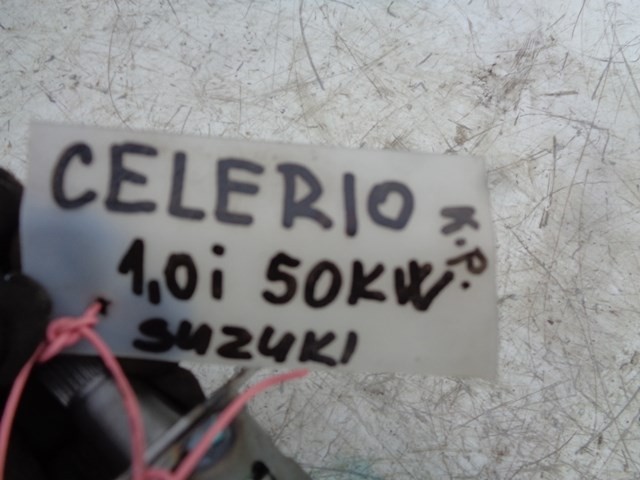 CELERIO
K.P.
1,0i 50KW
SUZUKI